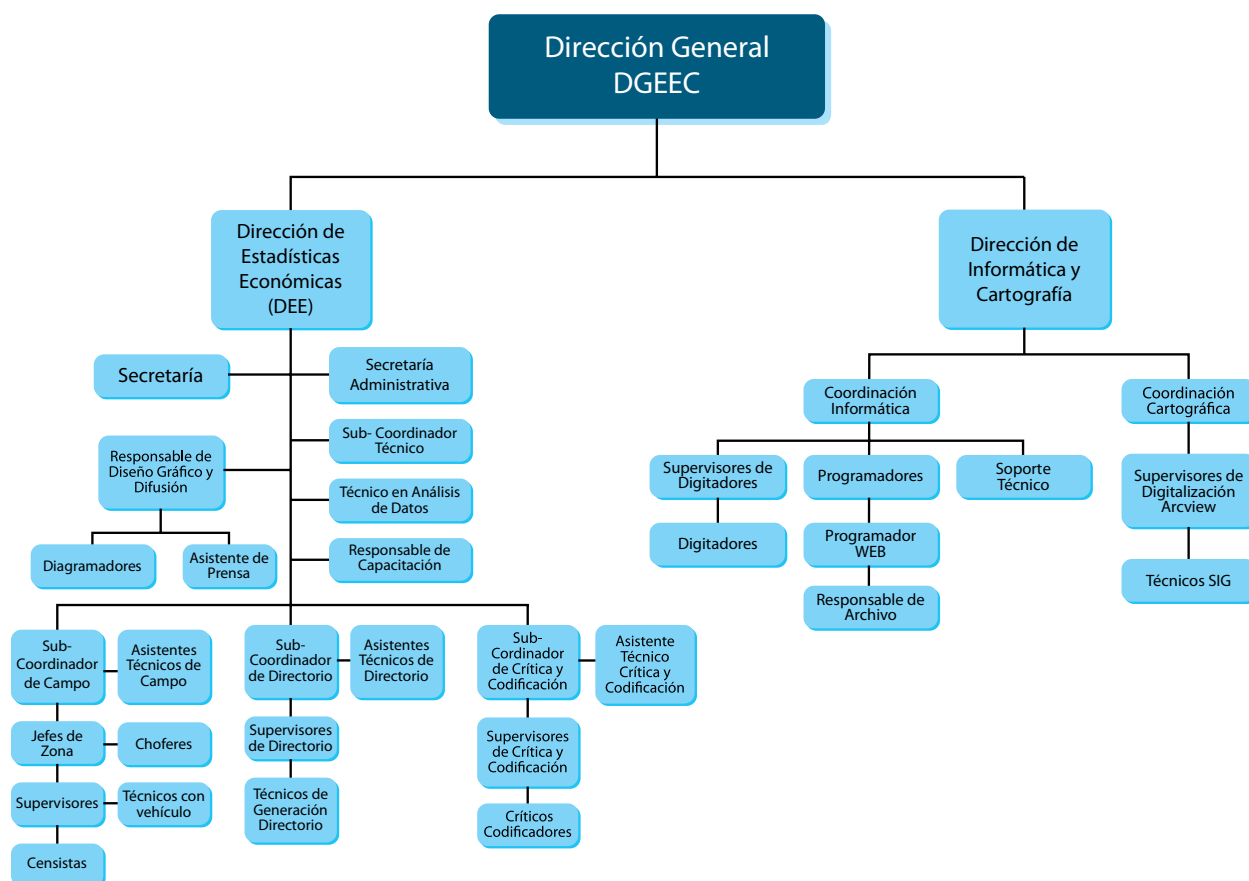 Dirección General
DGEEC
Dirección de
Estadísticas
Económicas
(DEE)
Dirección de
Informática y
Cartografía
Secretaría
Secretaría
Administrativa
Sub- Coordinador
Técnico
Responsable de
Diseño Gráfico y
Difusión
Técnico en Análisis
de Datos
Diagramadores
Asistente de
Prensa
Responsable de
Capacitación
Coordinación
Informática
Coordinación
Cartográfica
Supervisores de
Digitadores
Programadores
Soporte
Técnico
Supervisores de
Digitalización
Arcview
Digitadores
Programador
WEB
Técnicos SIG
Responsable de
Archivo
Sub-
Coordinador
de Campo
Asistentes
Técnicos de
Campo
Sub-
Coordinador
de Directorio
Asistentes
Técnicos de
Directorio
Sub-
Cordinador
de Crítica y
Codificación
Asistente
Técnico
Crítica y
Codificación
Jefes de
Zona
Choferes
Supervisores
de Directorio
Supervisores
de Crítica y
Codificación
Supervisores
Técnicos con
vehículo
Técnicos de
Generación
Directorio
Críticos
Codificadores
Censistas